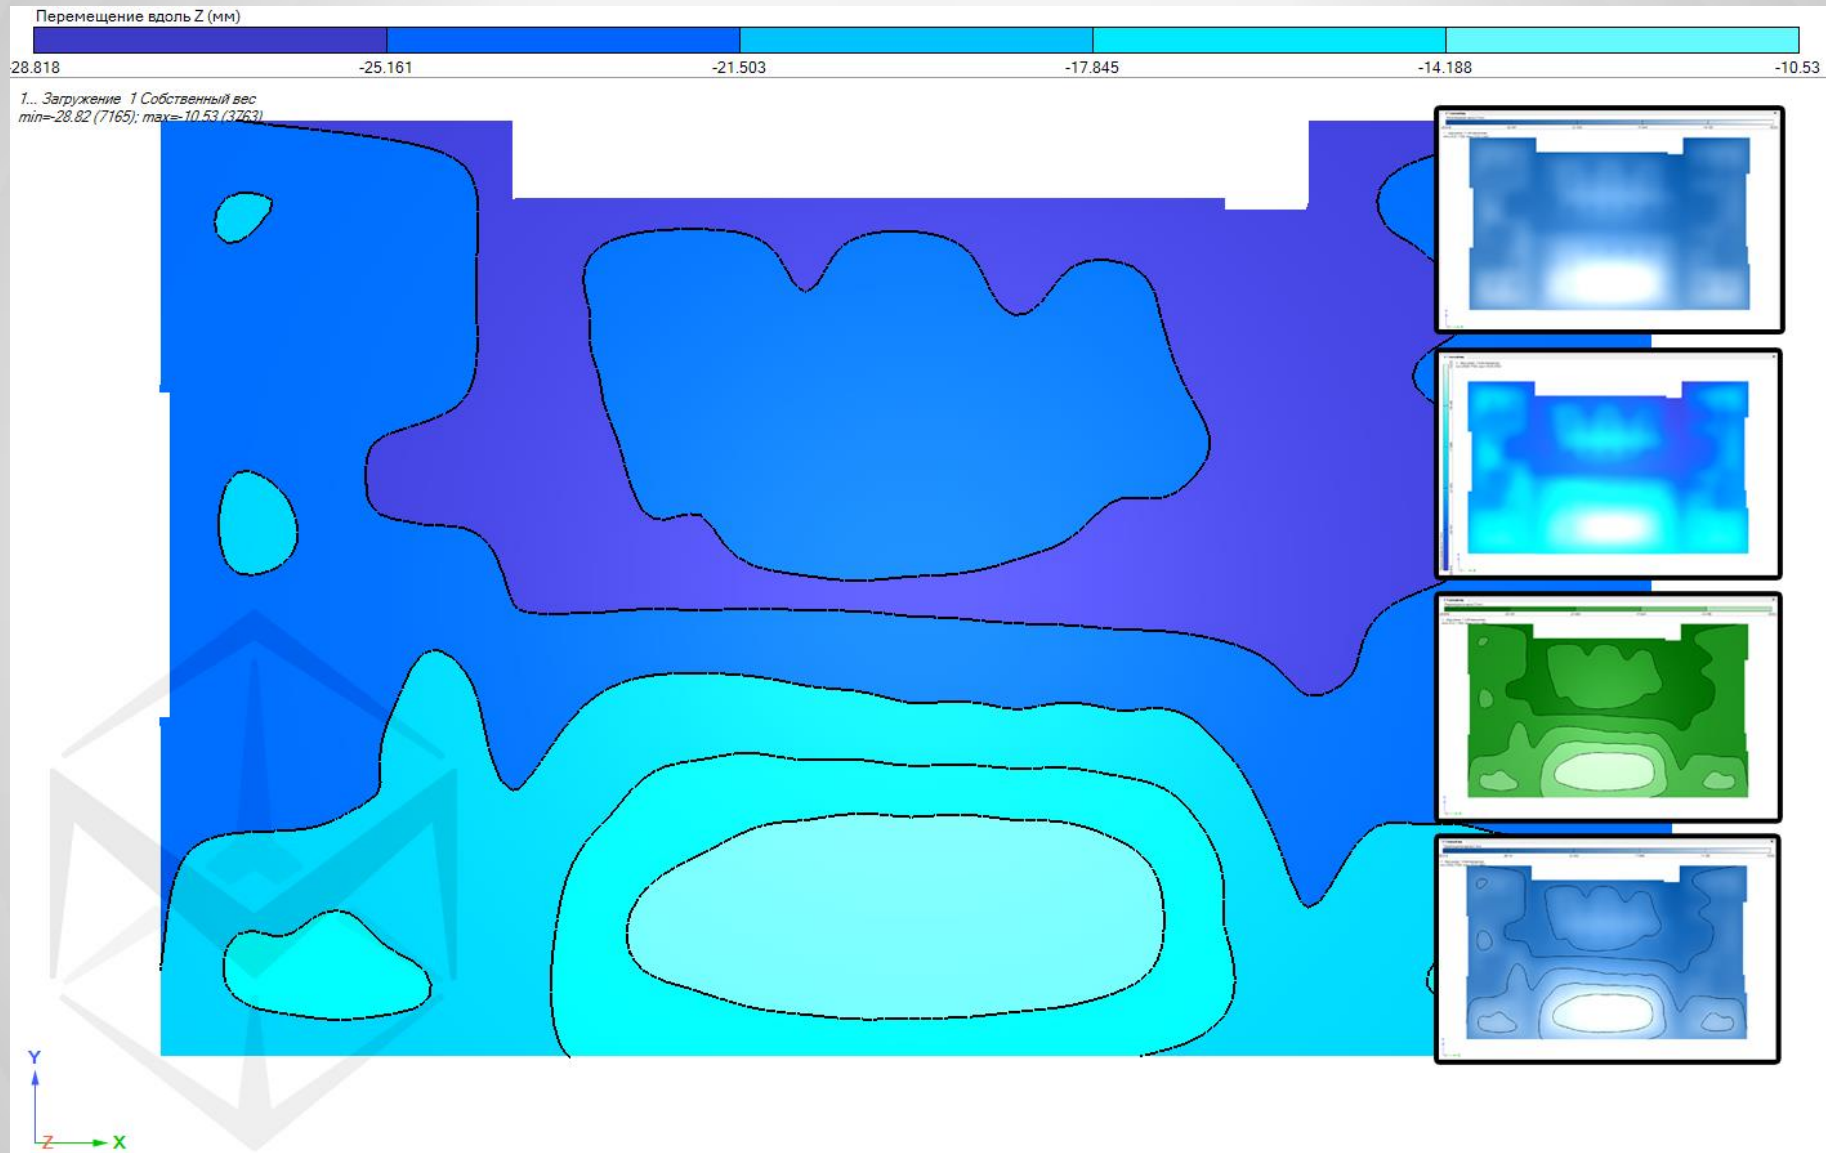 Перемещение вдоль Z (мм)
28.818 -25.161 -21.503 -17.845 -14.188 -10.53
1... Загружение 1 Собственный вес
min=-28.82 (7165); max=-10.53 (3763)
Y
Z X